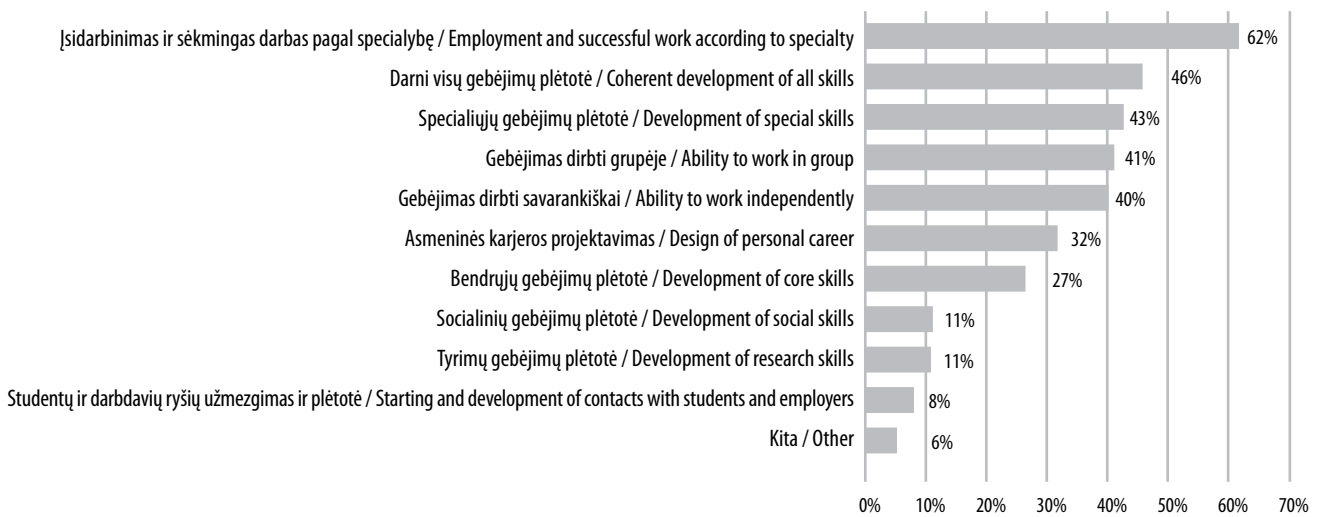 Įsidarbinimas ir sėkmingas darbas pagal specialybę / Employment and successful work according to specialty 62%
Darni visų gebėjimų plėtotė / Coherent development of all skills 46%
Specialiųjų gebėjimų plėtotė / Development of special skills 43%
Gebėjimas dirbti grupėje / Ability to work in group 41%
Gebėjimas dirbti savarankiškai / Ability to work independently 40%
Asmeninės karjeros projektavimas / Design of personal career 32%
Bendrųjų gebėjimų plėtotė / Development of core skills 27%
Socialinių gebėjimų plėtotė / Development of social skills 11%
Tyrimų gebėjimų plėtotė / Development of research skills 11%
Studentų ir darbdavių ryšių užmezgimas ir plėtotė / Starting and development of contacts with students and employers 8%
Kita / Other 6%
0% 10% 20% 30% 40% 50% 60% 70%